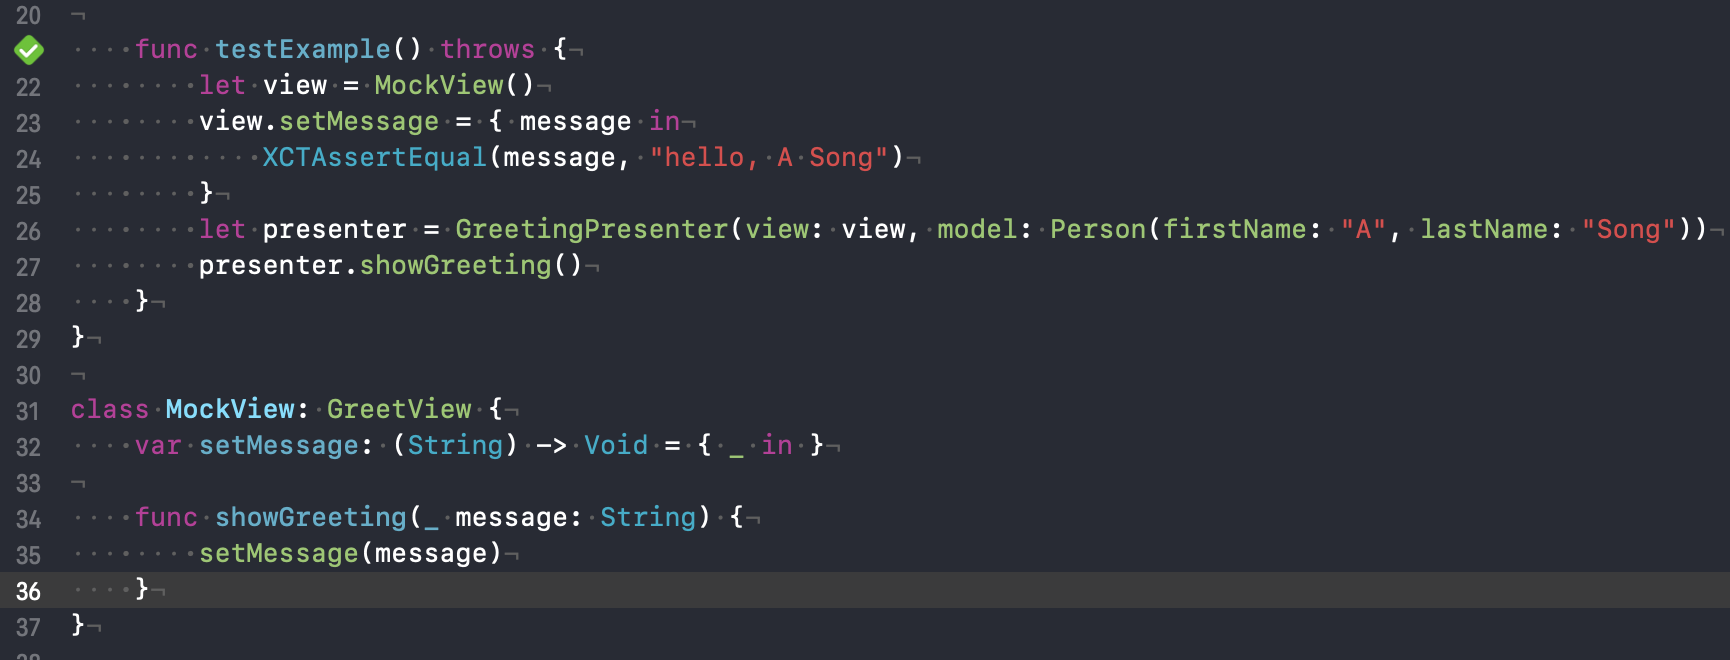 20
func testExample() throws {
22 let view = MockView()
23 view.setMessage = { message in
24 XCTAssertEqual(message, "hello, A Song")
25 }
26 let presenter = GreetingPresenter(view: view, model: Person(firstName: "A", lastName: "Song"))
27 presenter.showGreeting()
28 }
29 }
30
31 class MockView: GreetView {
32 var setMessage: (String) -> Void = { _ in }
33
34 func showGreeting(_ message: String) {
35 setMessage(message)
36 }
37 }